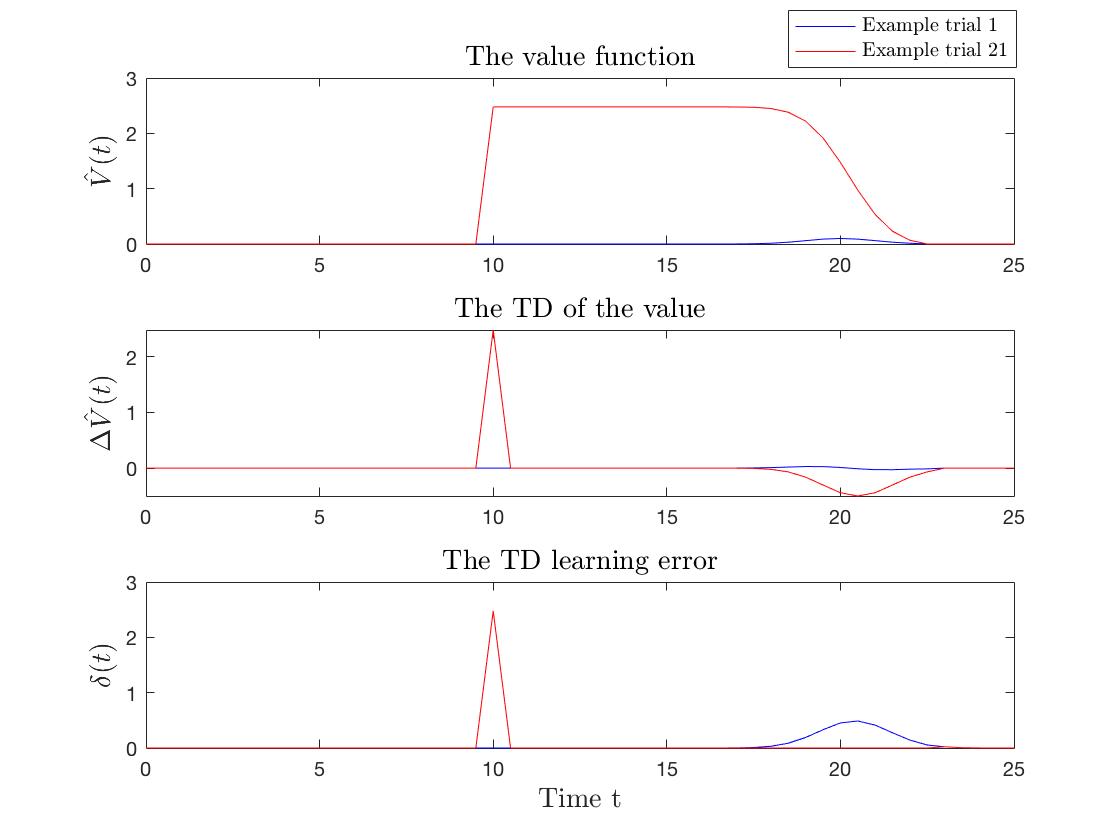 Example trial 1
Example trial 21
The value function
3
2
1
0
V̂(t)
0 5 10 15 20 25
The TD of the value
2
1
0
ΔV̂(t)
0 5 10 15 20 25
The TD learning error
3
2
1
0
δ(t)
0 5 10 15 20 25
Time t